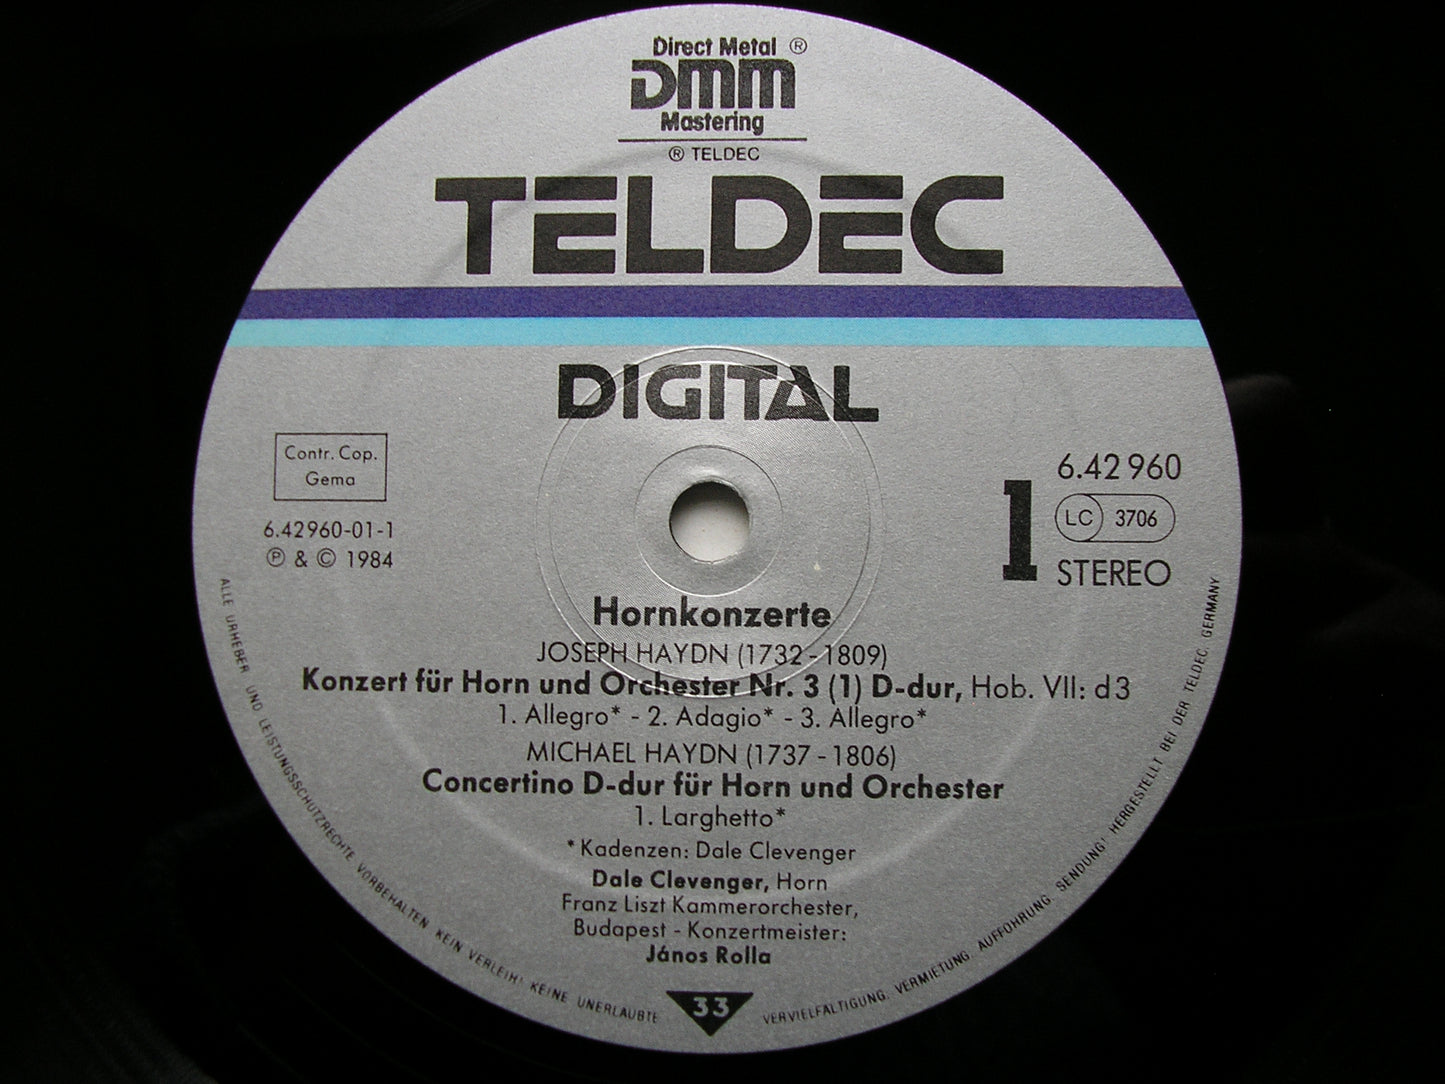 Direct Metal ®
DMM
Mastering
® TELDEC
TELDEC
DIGITAL
Contr. Cop.
Gema
6.42960-01-1
℗ & © 1984
6.42 960
1
LC 3706
STEREO
Hornkonzerte
JOSEPH HAYDN (1732-1809)
Konzert für Horn und Orchester Nr. 3 (1) D-dur, Hob. VII: d3
1. Allegro* - 2. Adagio* - 3. Allegro*
MICHAEL HAYDN (1737-1806)
Concertino D-dur für Horn und Orchester
1. Larghetto*
*Kadenzen: Dale Clevenger
Dale Clevenger, Horn
Franz Liszt Kammerorchester,
Budapest - Konzertmeister:
János Rolla
33
ALLE URHEBER UND LEISTUNGSSCHUTZRECHTE VORBEHALTEN KEIN VERLEIH! KEINE UNERLAUBTE VERVIELFÄLTIGUNG, VERMIETUNG, AUFFÜHRUNG, SENDUNG! HERGESTELLT BEI DER TELDEC, GERMANY